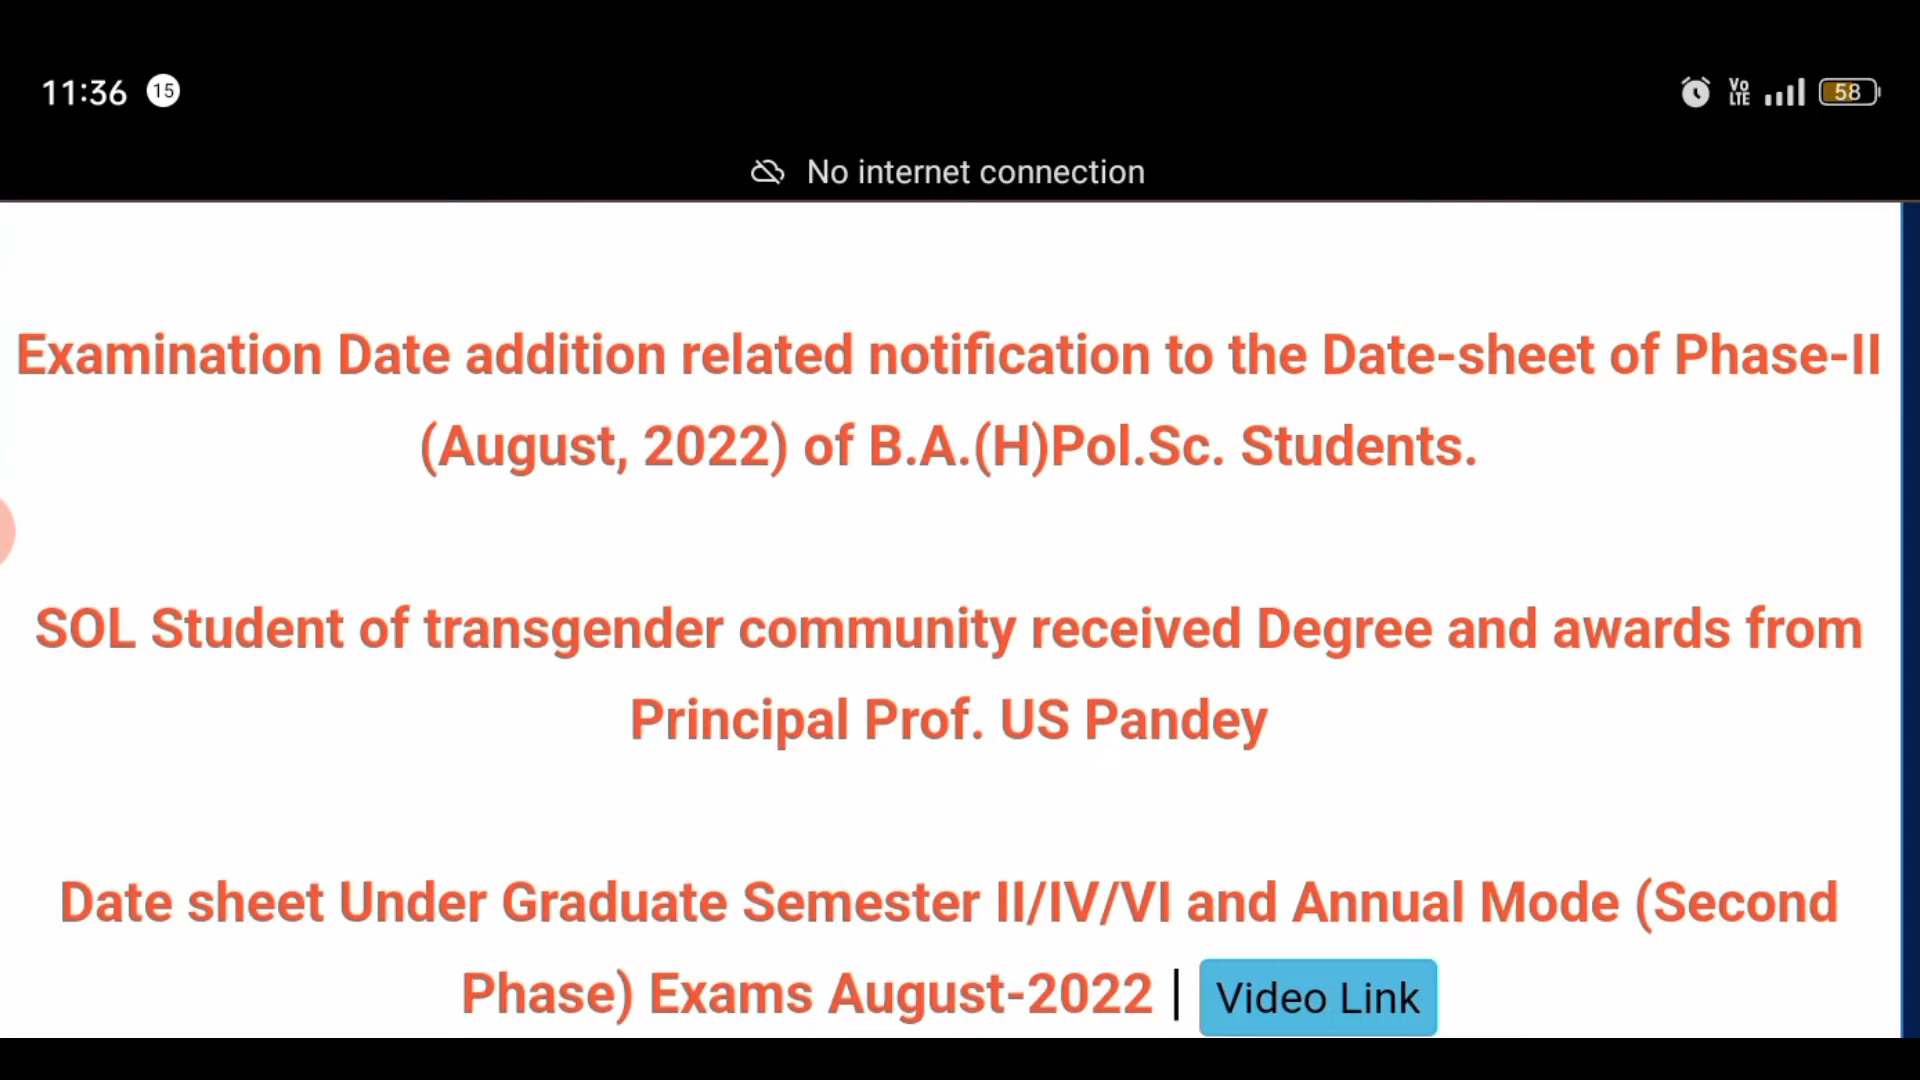 11:36 15 Vo LTE 58
No internet connection
Examination Date addition related notification to the Date-sheet of Phase-II
(August, 2022) of B.A.(H)Pol.Sc. Students.
SOL Student of transgender community received Degree and awards from
Principal Prof. US Pandey
Date sheet Under Graduate Semester II/IV/VI and Annual Mode (Second
Phase) Exams August-2022 | Video Link